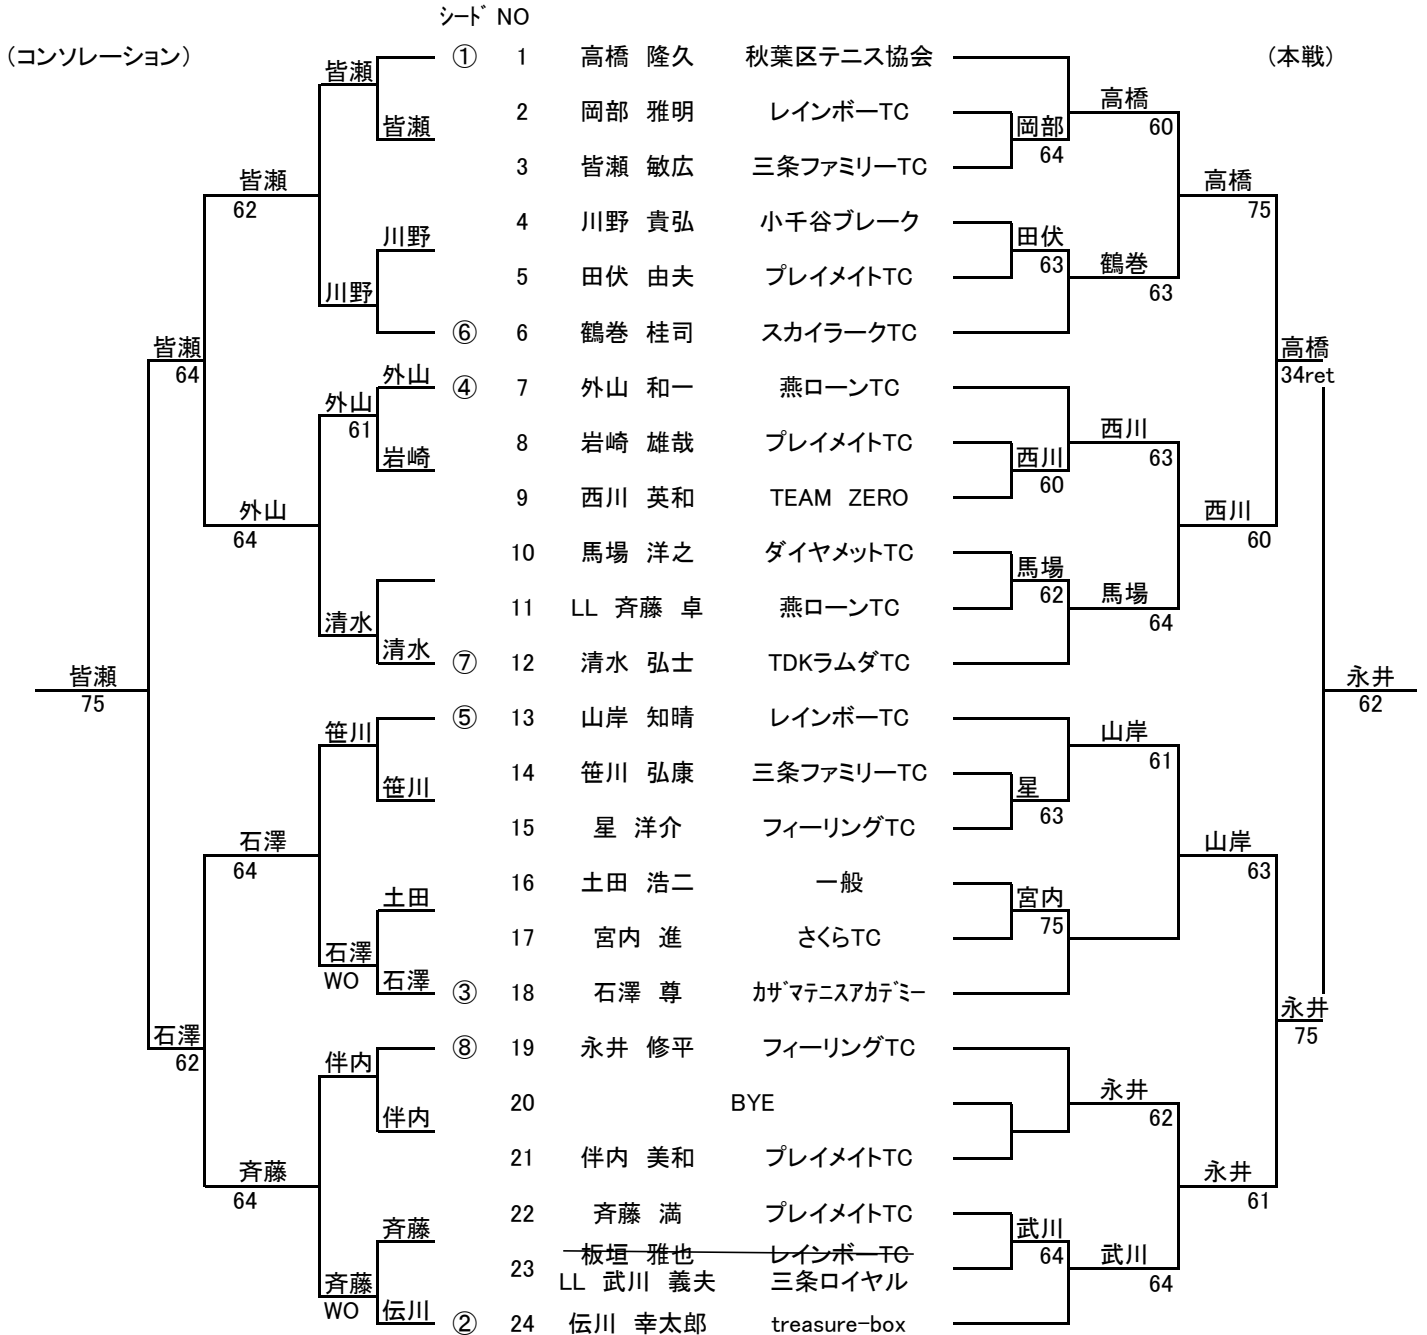 シード NO
(コンソレーション)
(本戦)
① 1 高橋 隆久 秋葉区テニス協会
皆瀬
高橋
2 岡部 雅明 レインボーTC
皆瀬
岡部
60
64
3 皆瀬 敏広 三条ファミリーTC
皆瀬
62
高橋
75
4 川野 貴弘 小千谷ブレーク
川野
田伏
63
5 田伏 由夫 プレイメイトTC
川野
鶴巻
63
⑥ 6 鶴巻 桂司 スカイラークTC
皆瀬
64
高橋
34ret
④ 7 外山 和一 燕ローンTC
外山
外山
61
西川
63
8 岩崎 雄哉 プレイメイトTC
岩崎
西川
60
9 西川 英和 TEAM ZERO
外山
64
西川
60
10 馬場 洋之 ダイヤメットTC
馬場
62
11 LL 斉藤 卓 燕ローンTC
清水
馬場
64
清水
⑦ 12 清水 弘士 TDKラムダTC
皆瀬
75
永井
62
⑤ 13 山岸 知晴 レインボーTC
笹川
山岸
61
14 笹川 弘康 三条ファミリーTC
笹川
星
63
15 星 洋介 フィーリングTC
石澤
64
山岸
63
16 土田 浩二 一般
土田
宮内
75
17 宮内 進 さくらTC
石澤
WO
石澤
③ 18 石澤 尊 カザマテニスアカデミー
石澤
62
永井
75
⑧ 19 永井 修平 フィーリングTC
伴内
永井
62
20 BYE
伴内
21 伴内 美和 プレイメイトTC
斉藤
64
永井
61
22 斉藤 満 プレイメイトTC
斉藤
武川
64
板垣 雅也 レインボーTC
23
LL 武川 義夫 三条ロイヤル
斉藤
WO
武川
64
伝川
② 24 伝川 幸太郎 treasure-box